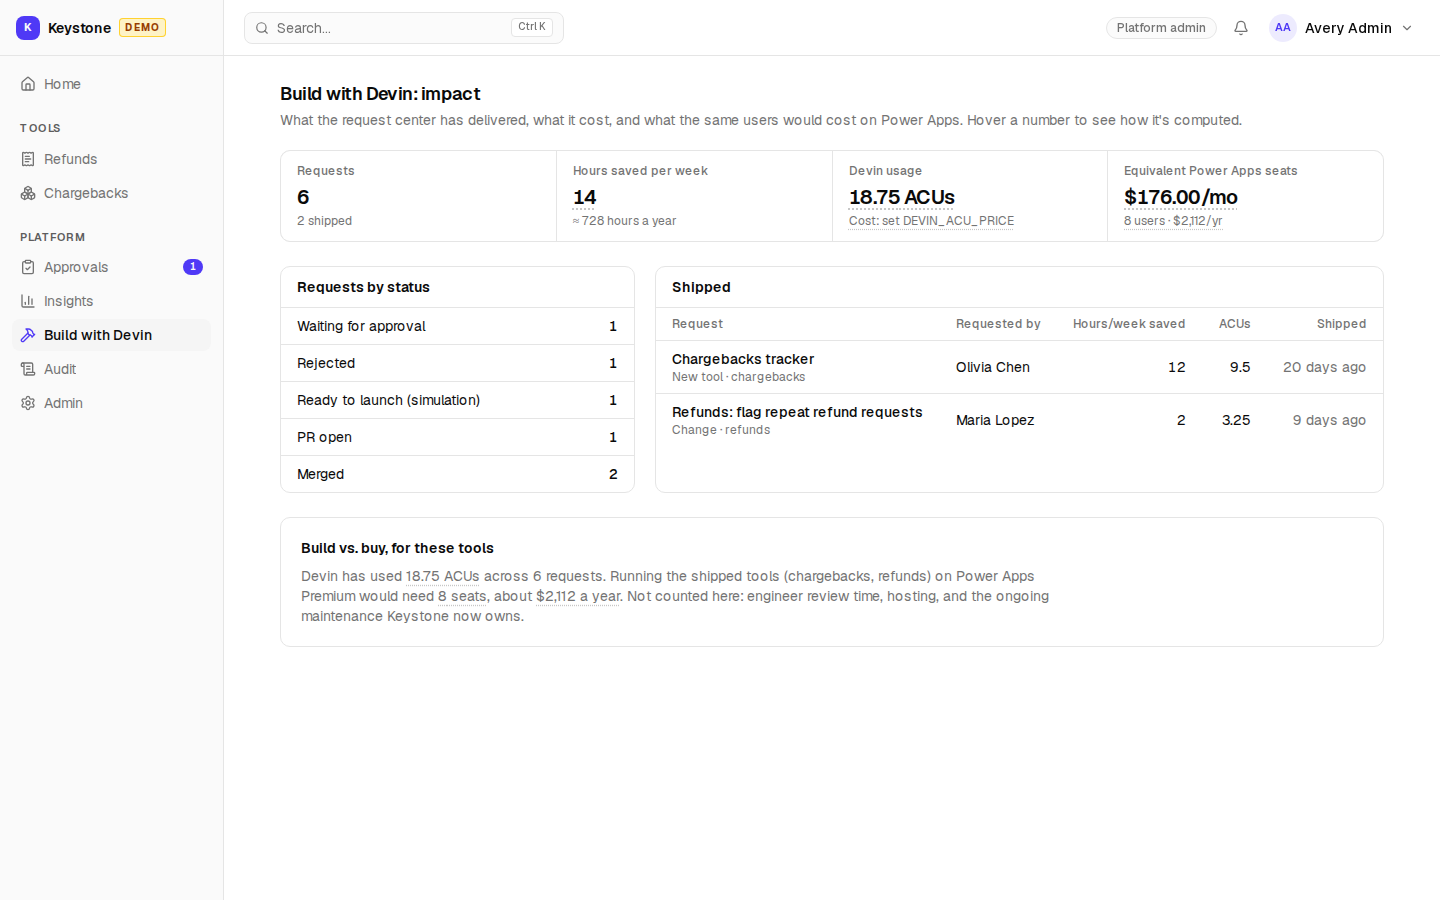 K Keystone DEMO
Search...
Ctrl K
Platform admin
AA Avery Admin
Home
TOOLS
Refunds
Chargebacks
PLATFORM
Approvals 1
Insights
Build with Devin
Audit
Admin
Build with Devin: impact
What the request center has delivered, what it cost, and what the same users would cost on Power Apps. Hover a number to see how it's computed.
Requests
6
2 shipped
Hours saved per week
14
≈ 728 hours a year
Devin usage
18.75 ACUs
Cost: set DEVIN_ACU_PRICE
Equivalent Power Apps seats
$176.00/mo
8 users · $2,112/yr
Requests by status
Waiting for approval 1
Rejected 1
Ready to launch (simulation) 1
PR open 1
Merged 2
Shipped
Request Requested by Hours/week saved ACUs Shipped
Chargebacks tracker
New tool · chargebacks
Olivia Chen 12 9.5 20 days ago
Refunds: flag repeat refund requests
Change · refunds
Maria Lopez 2 3.25 9 days ago
Build vs. buy, for these tools
Devin has used 18.75 ACUs across 6 requests. Running the shipped tools (chargebacks, refunds) on Power Apps
Premium would need 8 seats, about $2,112 a year. Not counted here: engineer review time, hosting, and the ongoing
maintenance Keystone now owns.